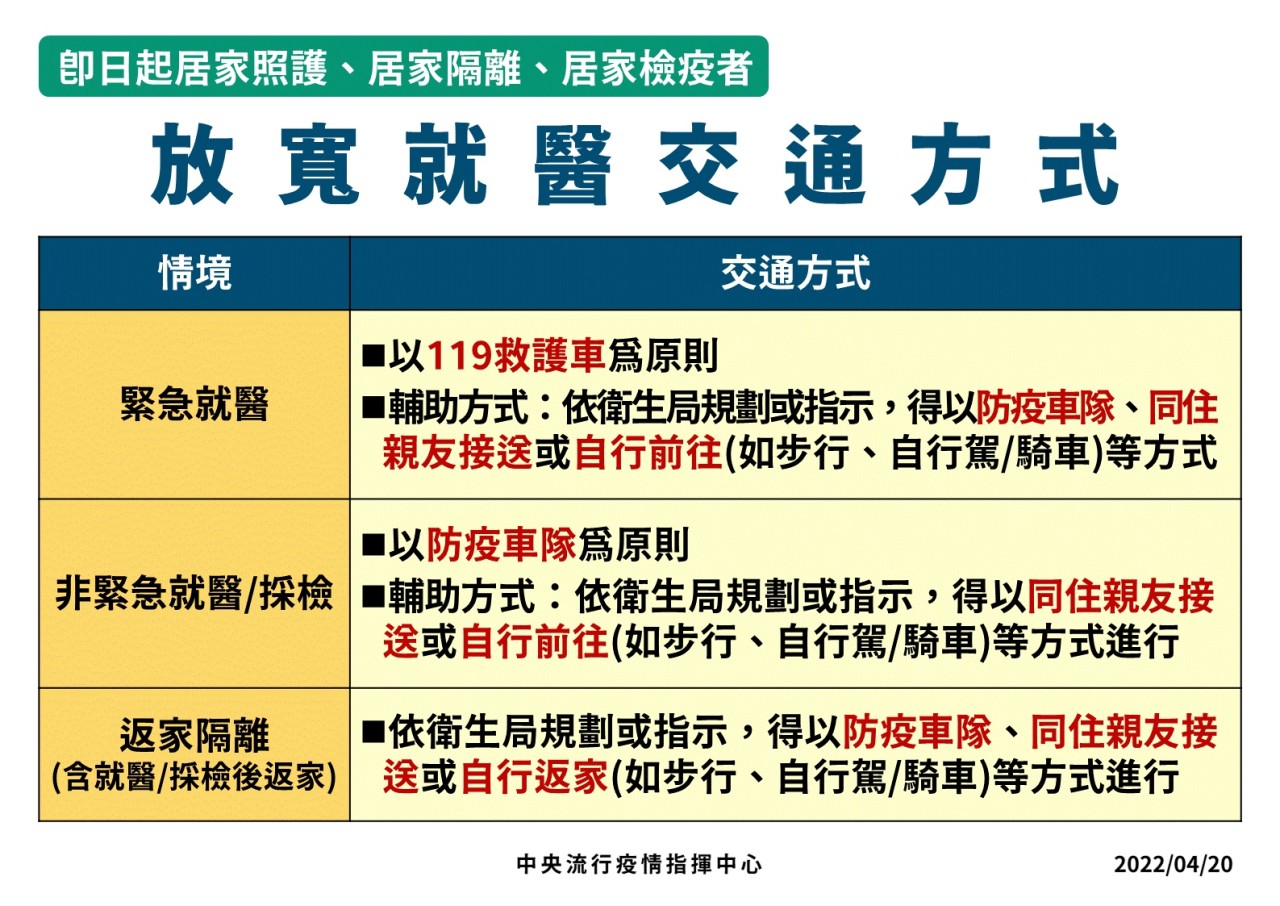 即日起居家照護、居家隔離、居家檢疫者
放寬就醫交通方式
情境
交通方式
緊急就醫
■以119救護車為原則
■輔助方式：依衛生局規劃或指示，得以防疫車隊、同住
親友接送或自行前往(如步行、自行駕/騎車)等方式
非緊急就醫/採檢
■以防疫車隊為原則
■輔助方式：依衛生局規劃或指示，得以同住親友接
送或自行前往(如步行、自行駕/騎車)等方式進行
返家隔離
(含就醫/採檢後返家)
■依衛生局規劃或指示，得以防疫車隊、同住親友接
送或自行返家(如步行、自行駕/騎車)等方式進行
中央流行疫情指揮中心
2022/04/20